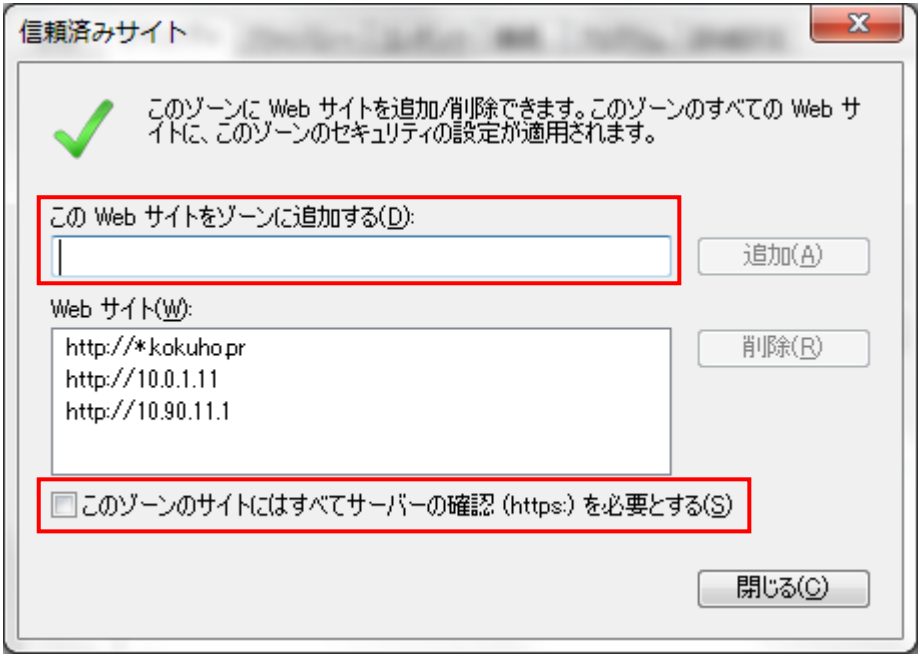 信頼済みサイト
このゾーンに Web サイトを追加/削除できます。このゾーンのすべての Web サ
イトに、このゾーンのセキュリティの設定が適用されます。
この Web サイトをゾーンに追加する(D):
追加(A)
Web サイト(W):
http://*.kokuho.pr
http://10.0.1.11
http://10.90.11.1
削除(R)
このゾーンのサイトにはすべてサーバーの確認 (https:) を必要とする(S)
閉じる(C)